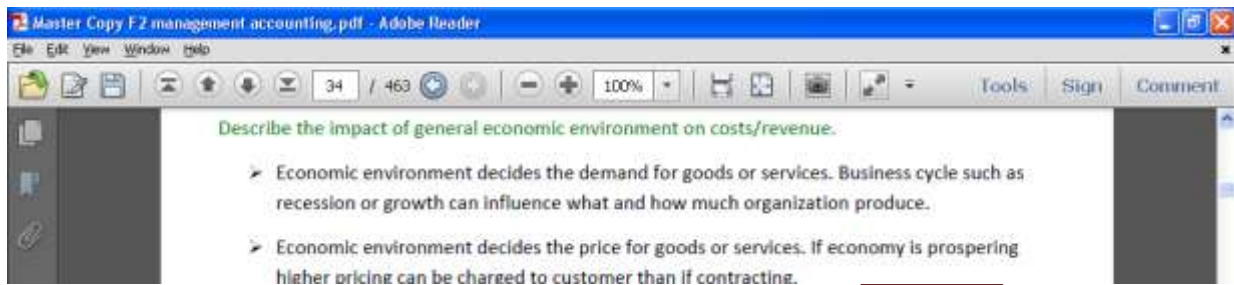 Master Copy F2 management accounting.pdf - Adobe Reader
File Edit View Window Help
34 / 463 100% Tools Sign Comment
Describe the impact of general economic environment on costs/revenue.
➤ Economic environment decides the demand for goods or services. Business cycle such as
recession or growth can influence what and how much organization produce.
➤ Economic environment decides the price for goods or services. If economy is prospering
higher pricing can be charged to customer than if contracting.